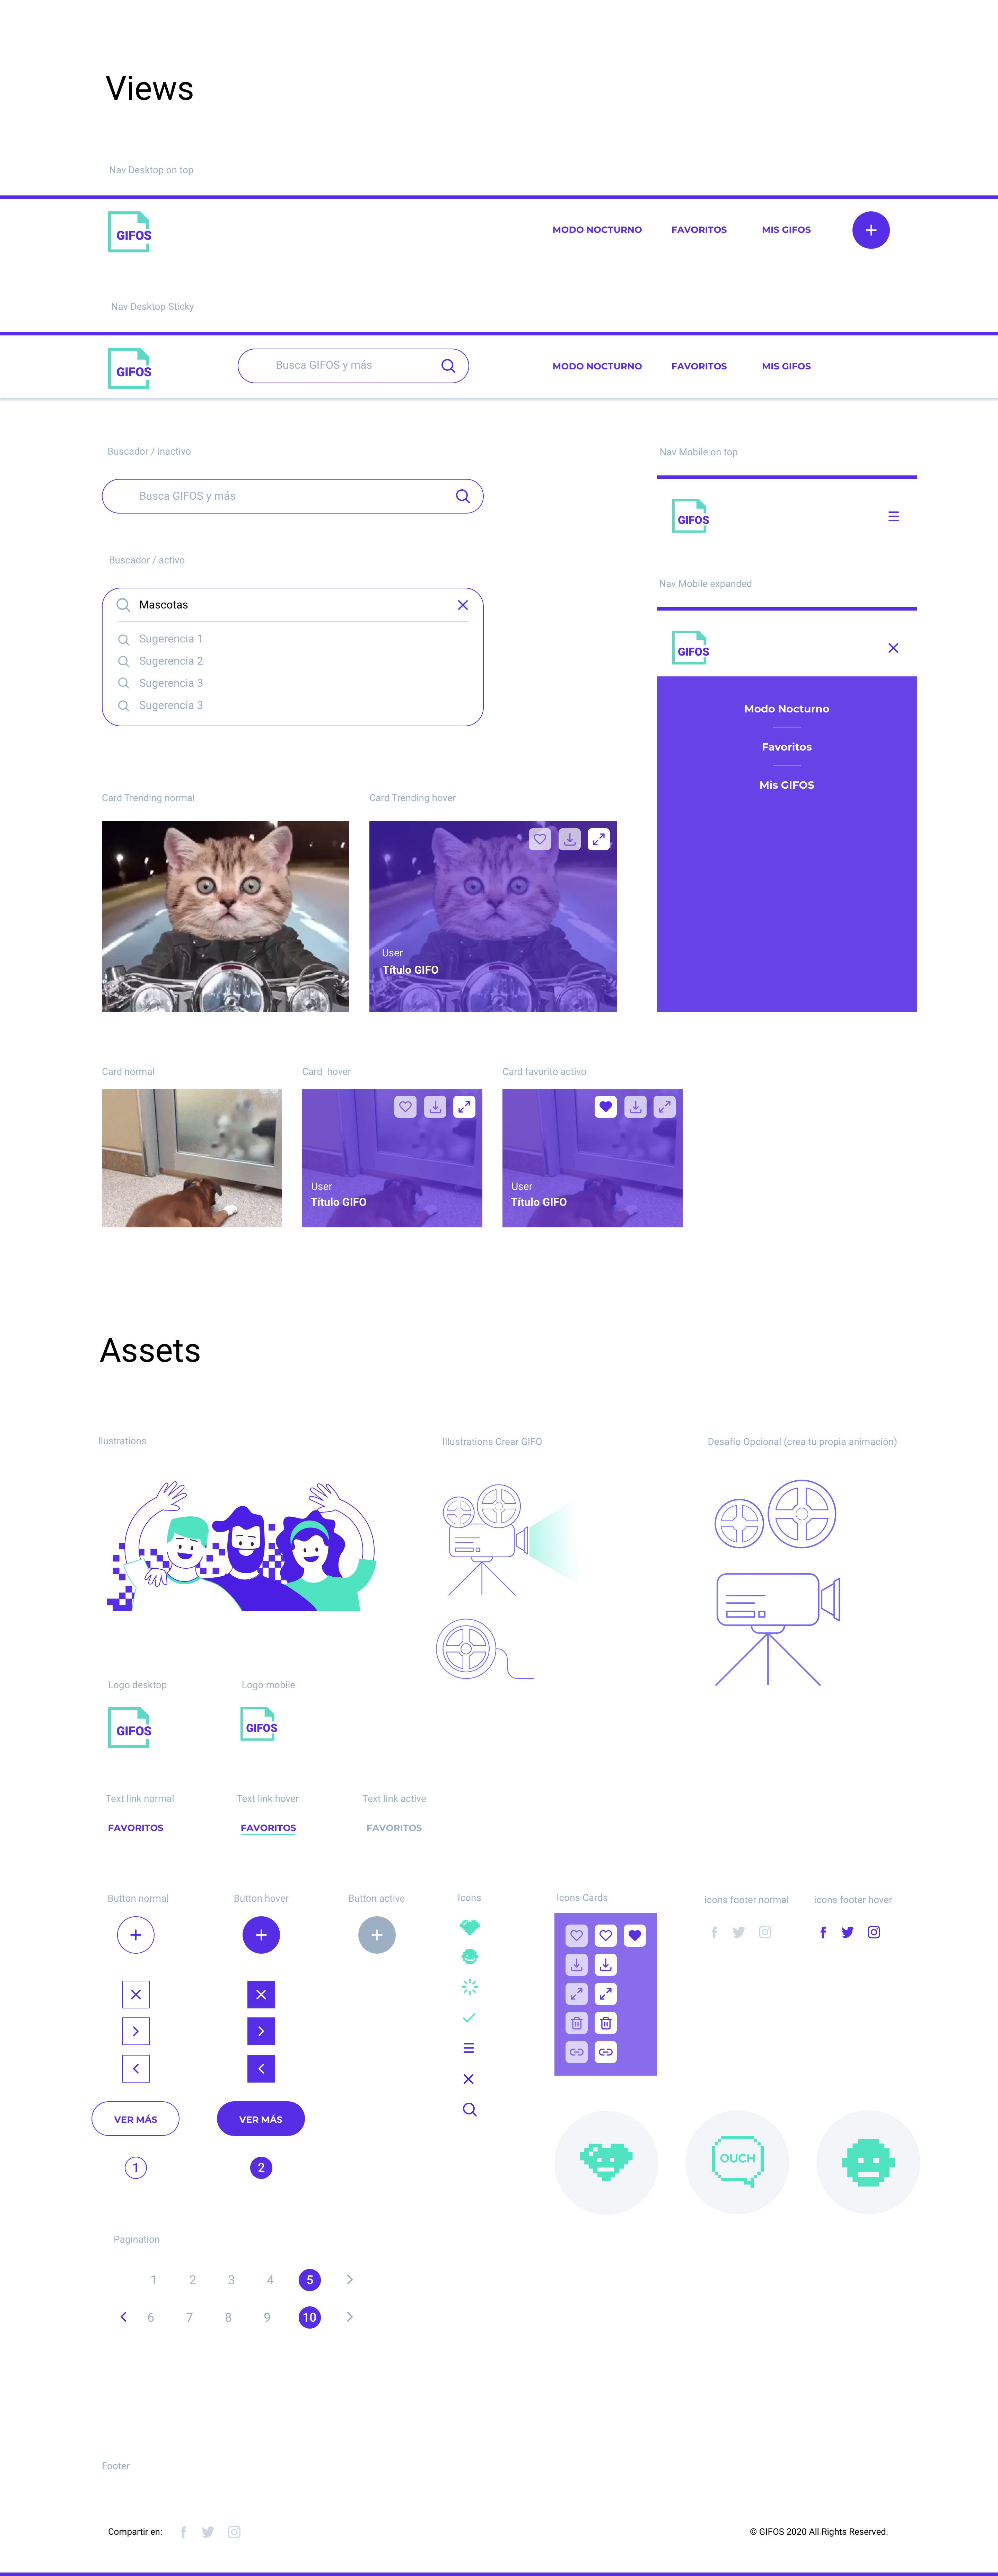 Views
Nav Desktop on top
GIFOS
MODO NOCTURNO FAVORITOS MIS GIFOS
Nav Desktop Sticky
GIFOS
Busca GIFOS y más
MODO NOCTURNO FAVORITOS MIS GIFOS
Buscador / inactivo
Busca GIFOS y más
Buscador / activo
Mascotas
Sugerencia 1
Sugerencia 2
Sugerencia 3
Sugerencia 3
Nav Mobile on top
GIFOS
Nav Mobile expanded
GIFOS
Modo Nocturno
Favoritos
Mis GIFOS
Card Trending normal
Card Trending hover
User
Título GIFO
Card normal
Card hover
User
Título GIFO
Card favorito activo
User
Título GIFO
Assets
Ilustrations
Illustrations Crear GIFO
Desafío Opcional (crea tu propia animación)
Logo desktop
GIFOS
Logo mobile
GIFOS
Text link normal
FAVORITOS
Text link hover
FAVORITOS
Text link active
FAVORITOS
Button normal
Button hover
Button active
VER MÁS
VER MÁS
1
2
Icons
Icons Cards
icons footer normal
icons footer hover
OUCH
Pagination
1 2 3 4 5
6 7 8 9 10
Footer
Compartir en:
© GIFOS 2020 All Rights Reserved.